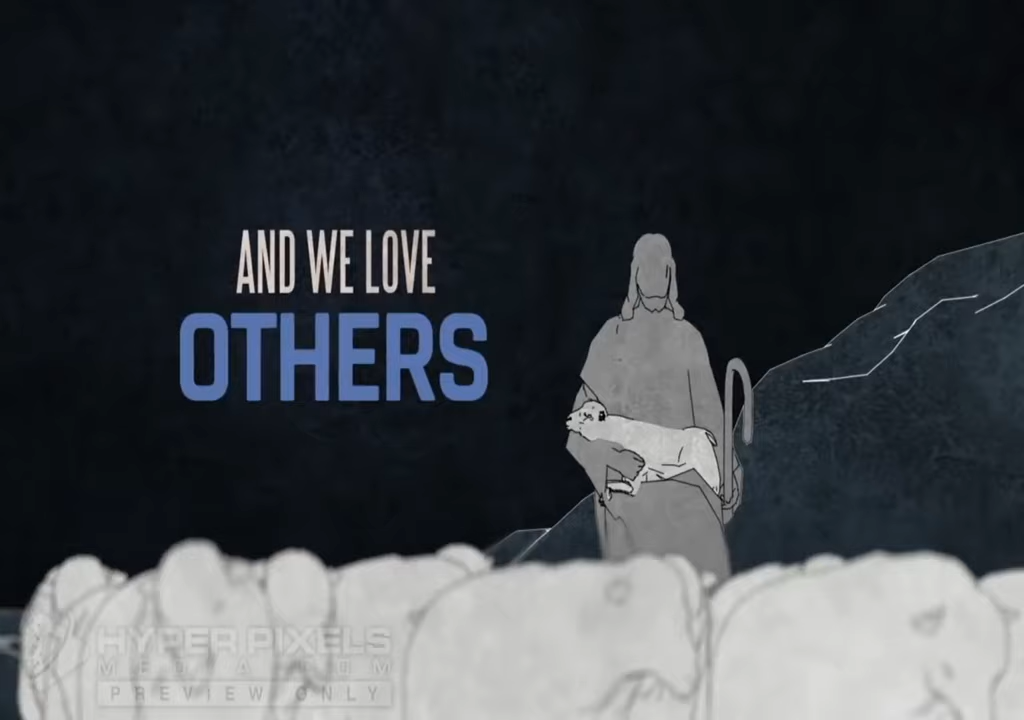 AND WE LOVE
OTHERS
HYPER PIXELS
MEDIA.COM
PREVIEW ONLY